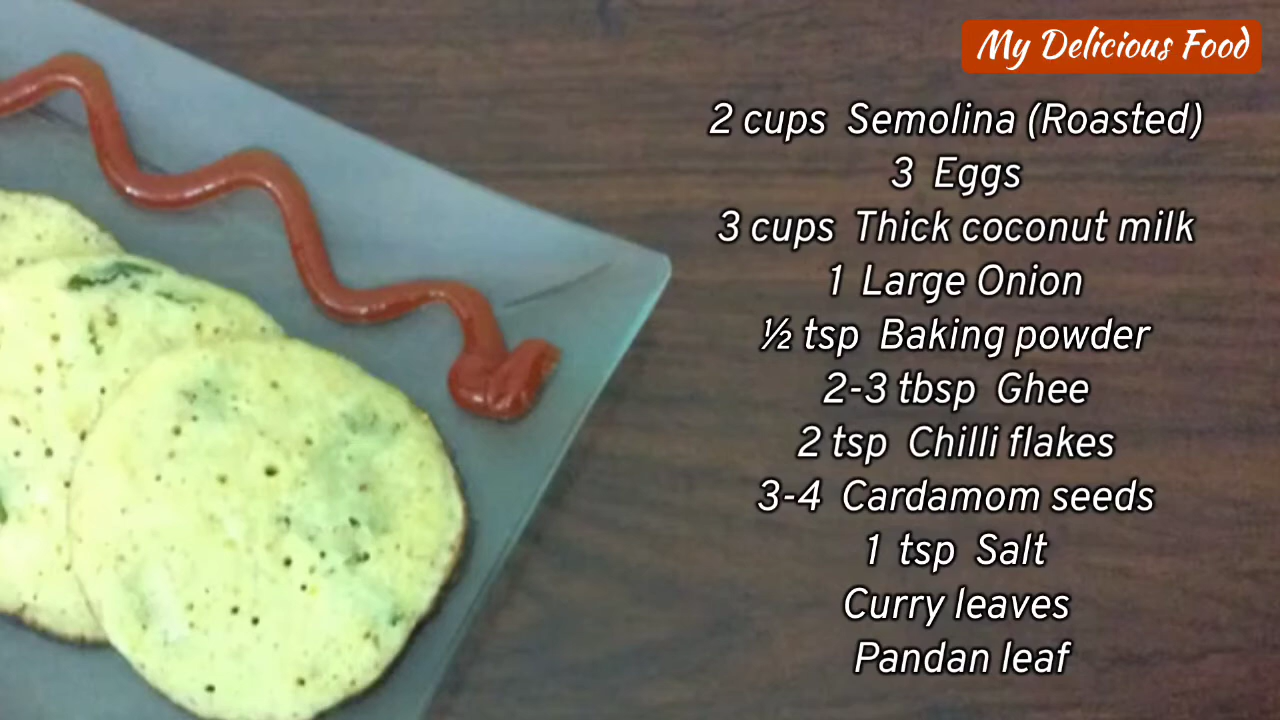 My Delicious Food
2 cups Semolina (Roasted)
3 Eggs
3 cups Thick coconut milk
1 Large Onion
½ tsp Baking powder
2-3 tbsp Ghee
2 tsp Chilli flakes
3-4 Cardamom seeds
1 tsp Salt
Curry leaves
Pandan leaf